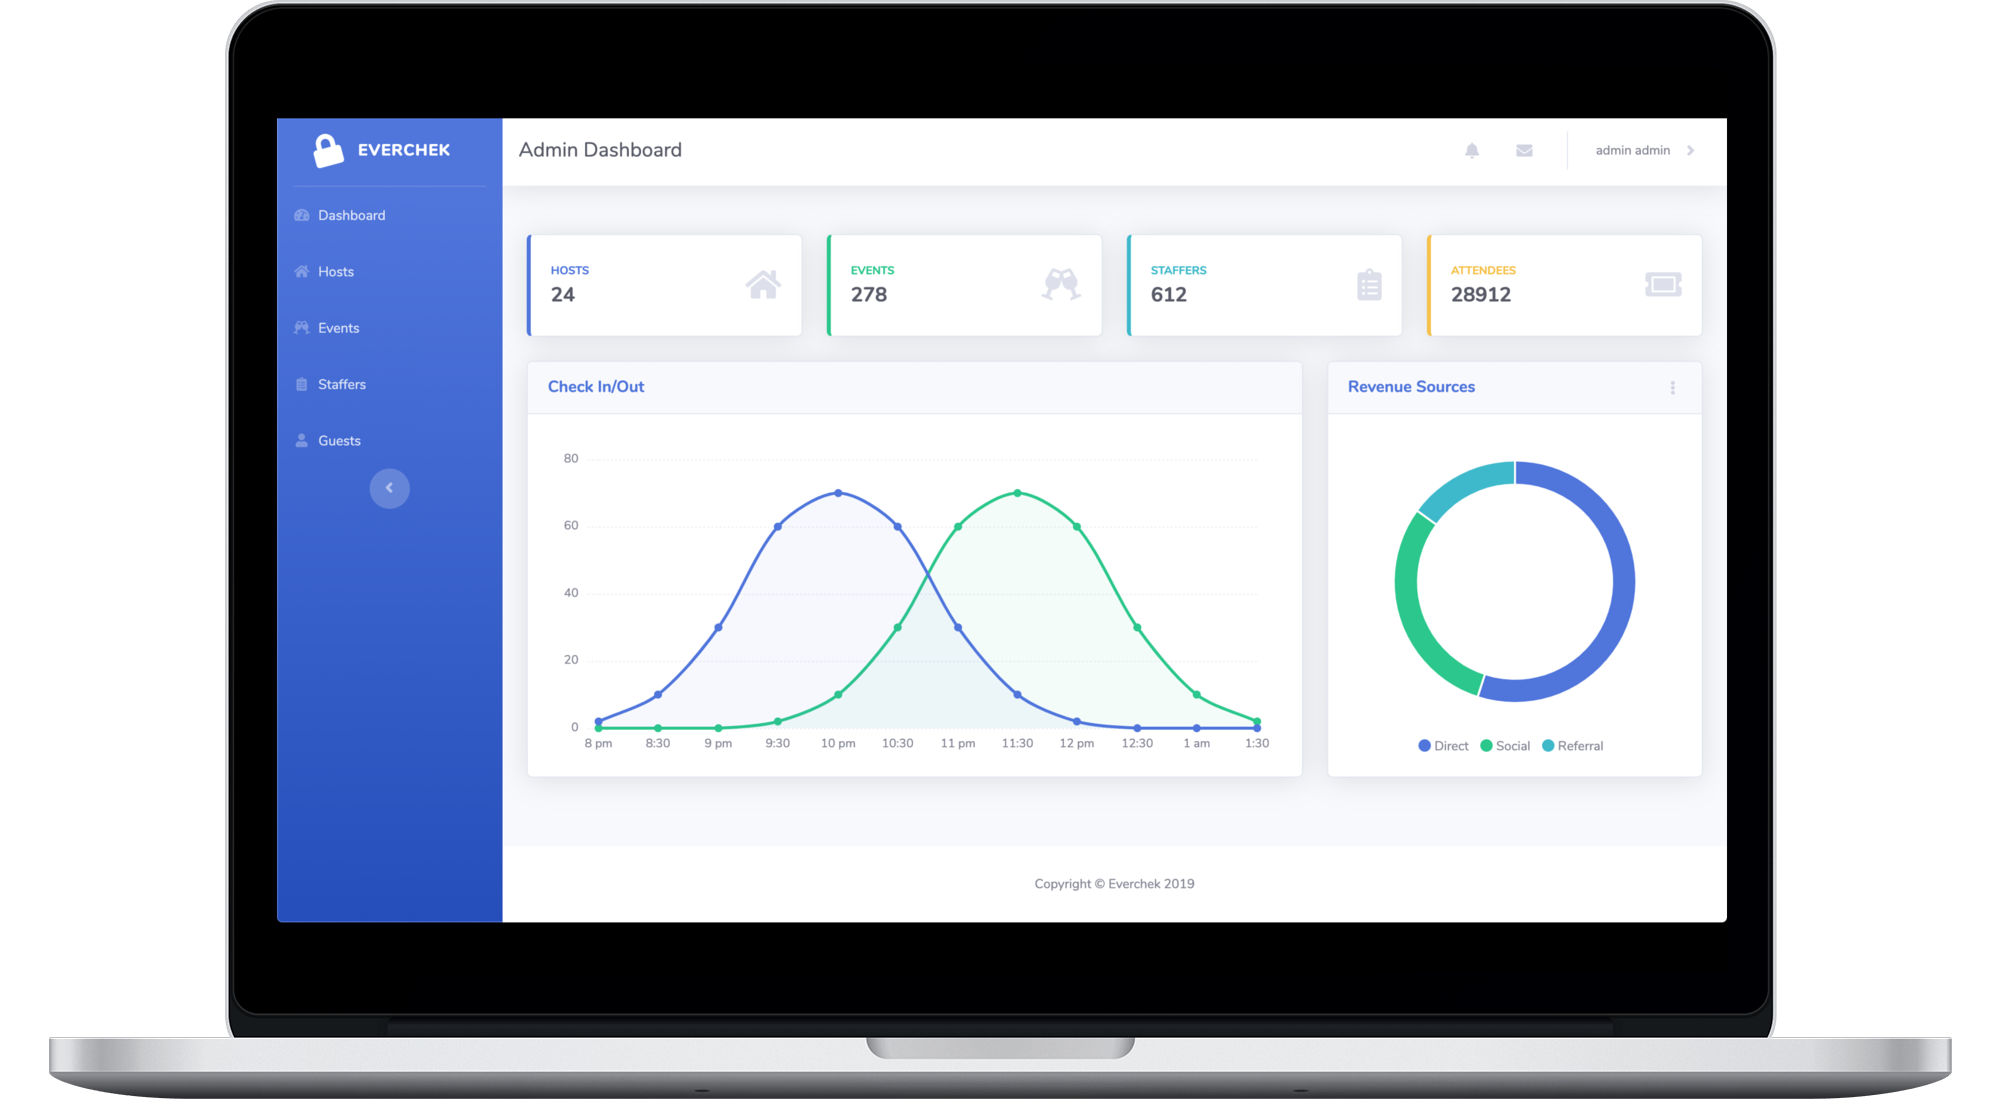 EVERCHEK
Admin Dashboard
admin admin
Dashboard
Hosts
Events
Staffers
Guests
HOSTS
24
EVENTS
278
STAFFERS
612
ATTENDEES
28912
Check In/Out
80
60
40
20
0
8 pm 8:30 9 pm 9:30 10 pm 10:30 11 pm 11:30 12 pm 12:30 1 am 1:30
Revenue Sources
Direct Social Referral
Copyright © Everchek 2019